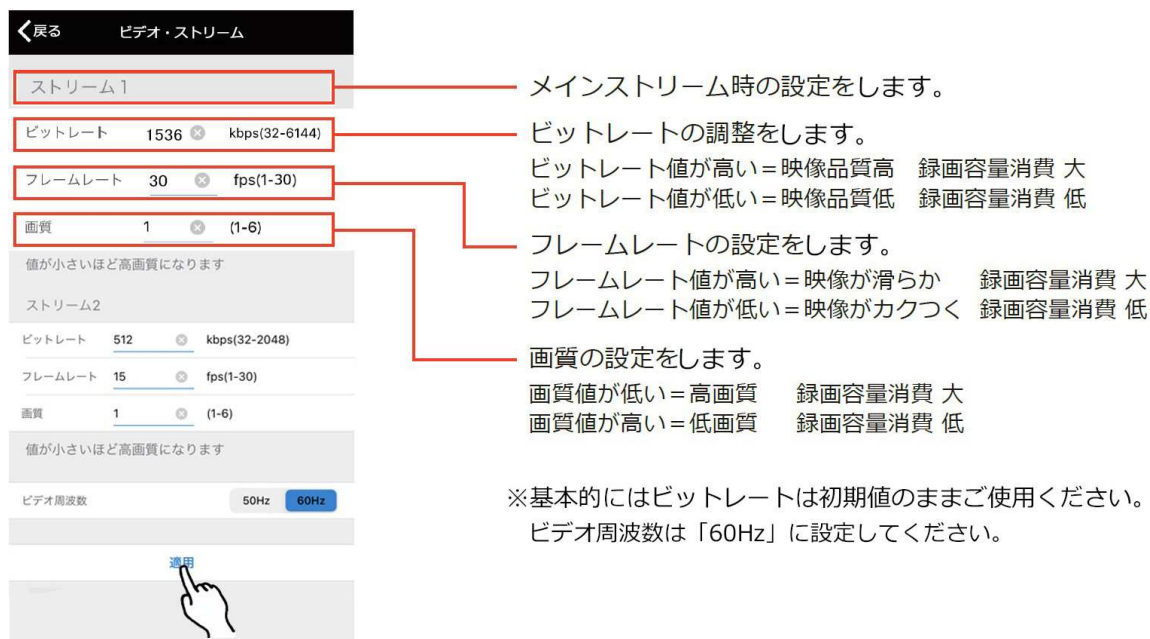 戻る ビデオ・ストリーム
ストリーム1
ビットレート 1536 kbps(32-6144)
フレームレート 30 fps(1-30)
画質 1 (1-6)
値が小さいほど高画質になります
ストリーム2
ビットレート 512 kbps(32-2048)
フレームレート 15 fps(1-30)
画質 1 (1-6)
値が小さいほど高画質になります
ビデオ周波数 50Hz 60Hz
適用
メインストリーム時の設定をします。
ビットレートの調整をします。
ビットレート値が高い=映像品質高 録画容量消費 大
ビットレート値が低い=映像品質低 録画容量消費 低
フレームレートの設定をします。
フレームレート値が高い=映像が滑らか 録画容量消費 大
フレームレート値が低い=映像がカクつく 録画容量消費 低
画質の設定をします。
画質値が低い=高画質 録画容量消費 大
画質値が高い=低画質 録画容量消費 低
※基本的にはビットレートは初期値のままご使用ください。
ビデオ周波数は「60Hz」に設定してください。